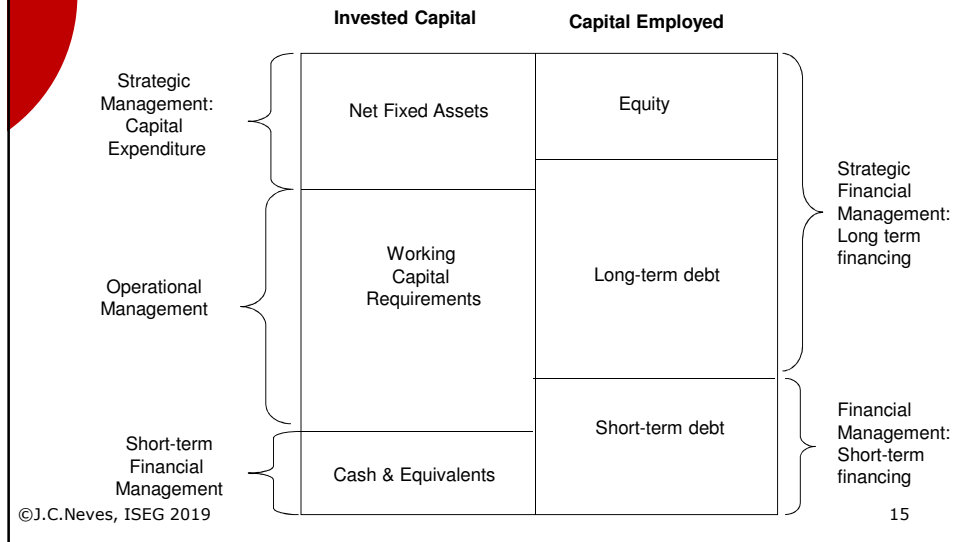 Invested Capital
Capital Employed
Strategic
Management:
Capital
Expenditure
Net Fixed Assets
Equity
Strategic
Financial
Management:
Long term
financing
Operational
Management
Working
Capital
Requirements
Long-term debt
Short-term
Financial
Management
Cash & Equivalents
Short-term debt
Financial
Management:
Short-term
financing
©J.C.Neves, ISEG 2019
15